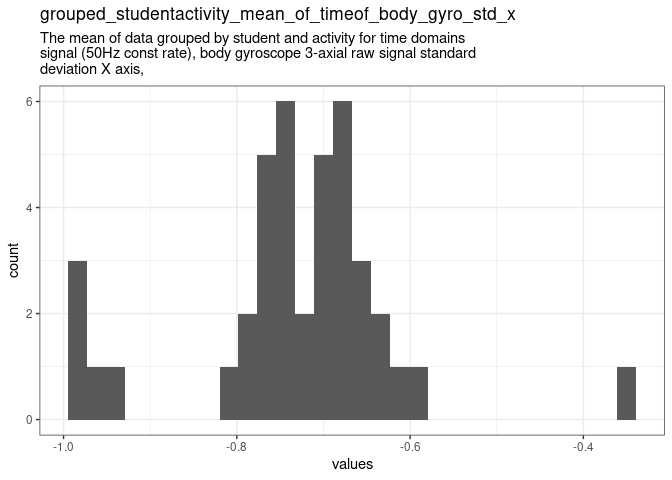 grouped_studentactivity_mean_of_timeof_body_gyro_std_x
The mean of data grouped by student and activity for time domains
signal (50Hz const rate), body gyroscope 3-axial raw signal standard
deviation X axis,
6
4
2
0
count
-1.0
-0.8
-0.6
-0.4
values